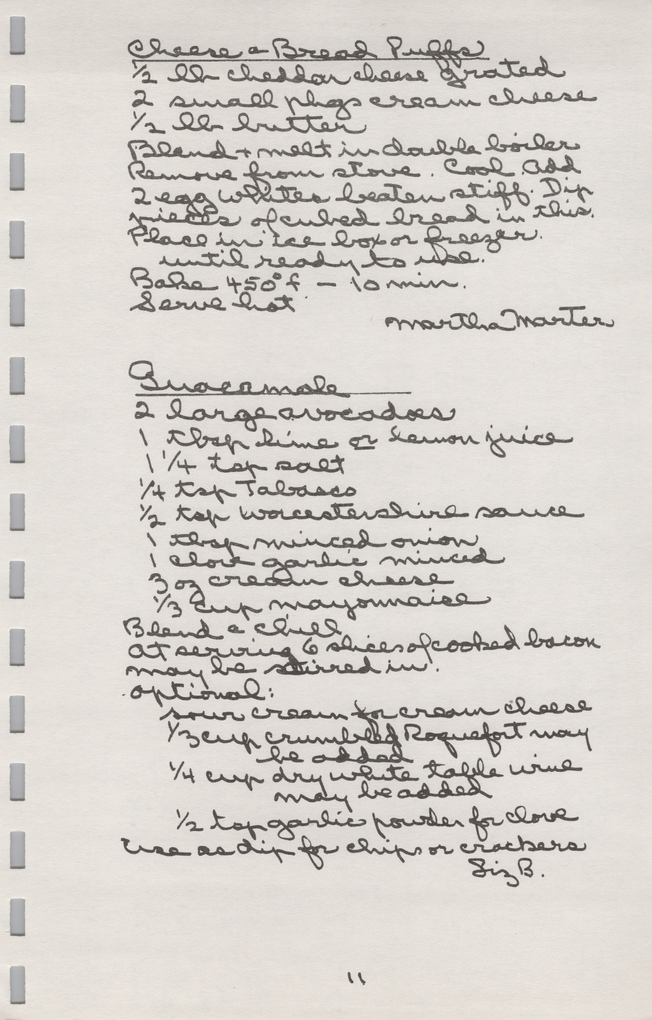 Cheese & Bread Puffs
1/2 lb cheddar cheese grated
2 small phgs cream cheese
1/2 lb butter
Blend + melt in double boiler
Remove from stove. Cool. Add
2 egg whites beaten stiff. Dip
pieces of cubed bread in this.
Place in ice box or freezer.
until ready to use.
Bake 450° f — 10 min.
Serve hot
Martha Marter
Guacamole
2 large avocadoes
1 tbsp lime or lemon juice
1 1/4 tsp salt
1/4 tsp Tabasco
1/2 tsp Worcestershire sauce
1 tbsp minced onion
1 clove garlic minced
3 oz cream cheese
1/3 cup mayonnaise
Blend & chill
At serving 6 slices of cooked bacon
may be stirred in.
optional:
sour cream for cream cheese
1/3 cup crumbled Roquefort may
be added
1/4 cup dry white table wine
may be added
1/2 tsp garlic powder for clove
Use as dip for chips or crackers
Liz B.
11